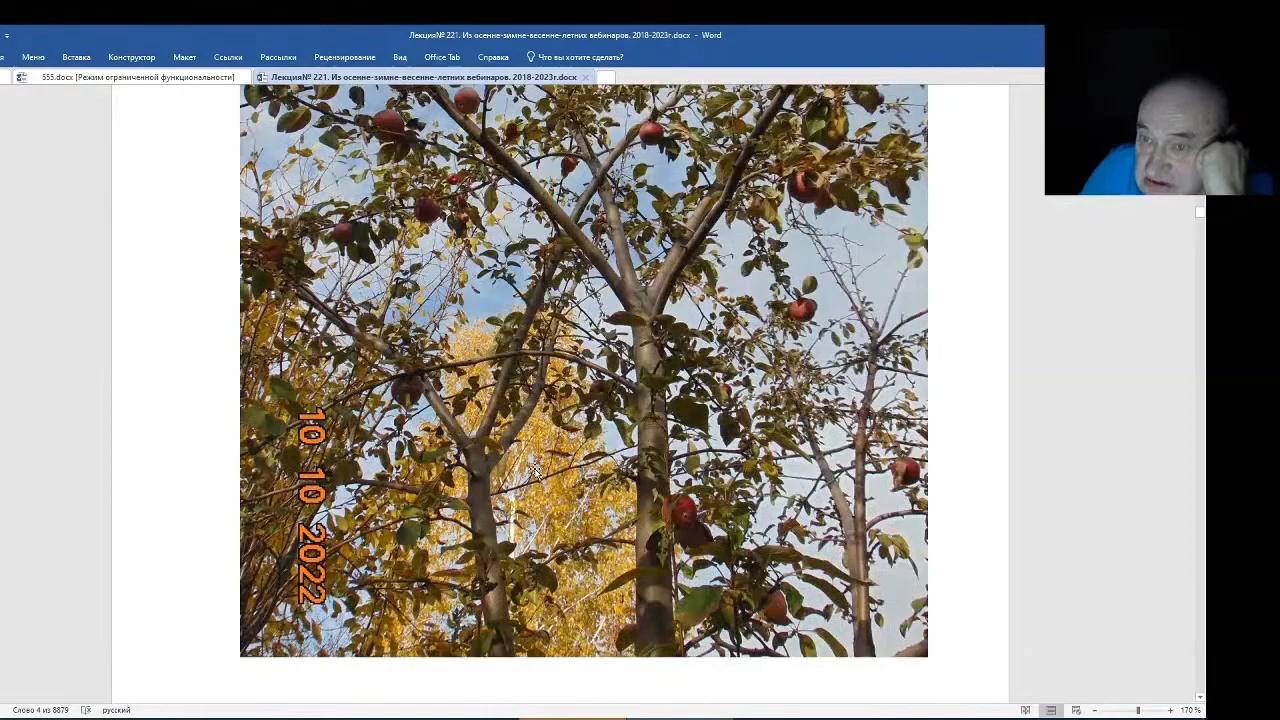 Лекция№ 221. Из осенне-зимне-весенне-летних вебинаров. 2018-2023г.docx - Word
Меню Вставка Конструктор Макет Ссылки Рассылки Рецензирование Вид Office Tab Справка Что вы хотите сделать?
555.docx [Режим ограниченной функциональности] Лекция№ 221. Из осенне-зимне-весенне-летних вебинаров. 2018-2023г.docx
10 10 2022
Слово 4 из 8879 русский 170 %